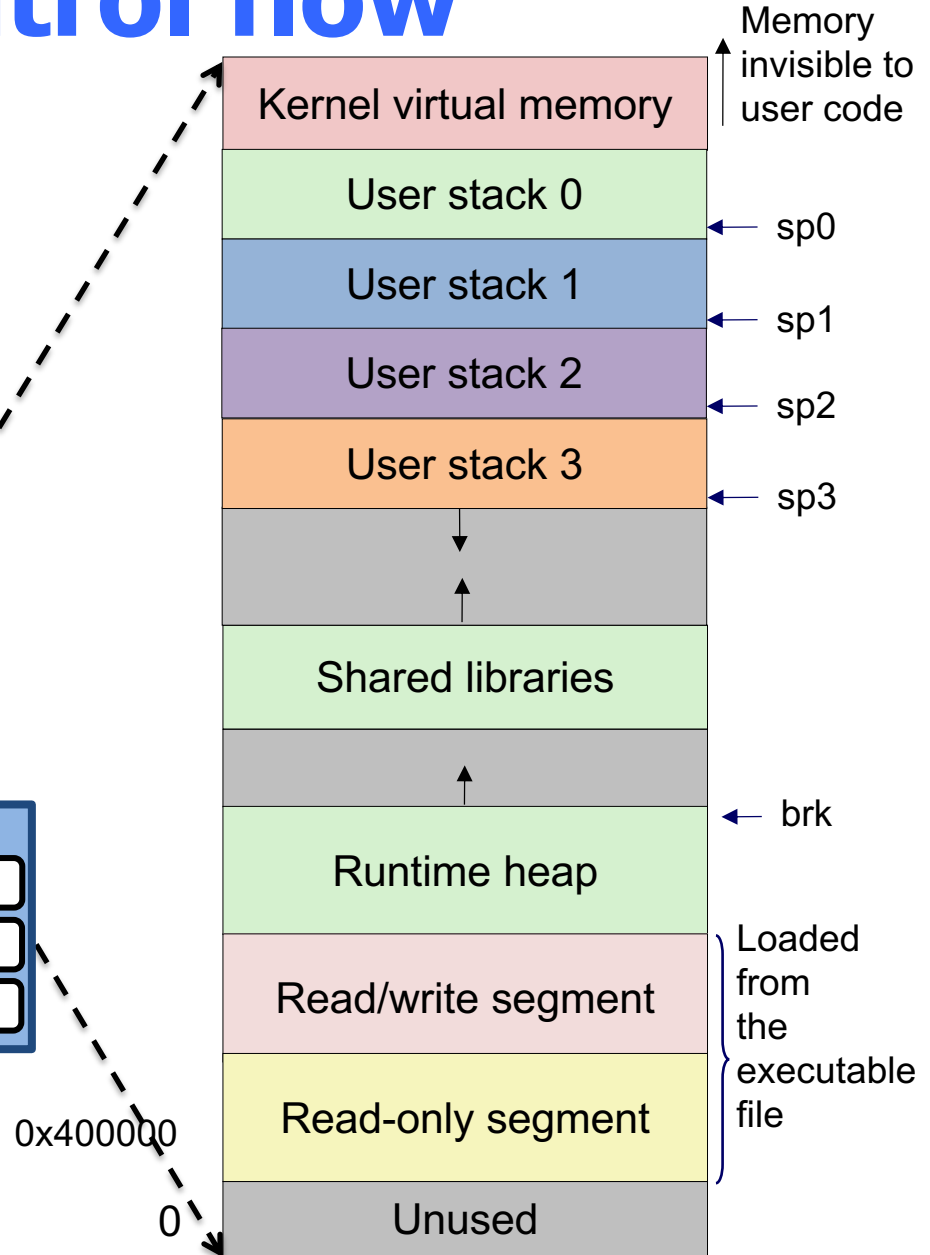 ntrol flow
Memory
invisible to
user code
Kernel virtual memory
User stack 0
sp0
User stack 1
sp1
User stack 2
sp2
User stack 3
sp3
Shared libraries
brk
Runtime heap
Loaded
from
the
executable
file
Read/write segment
Read-only segment
0x400000
0
Unused